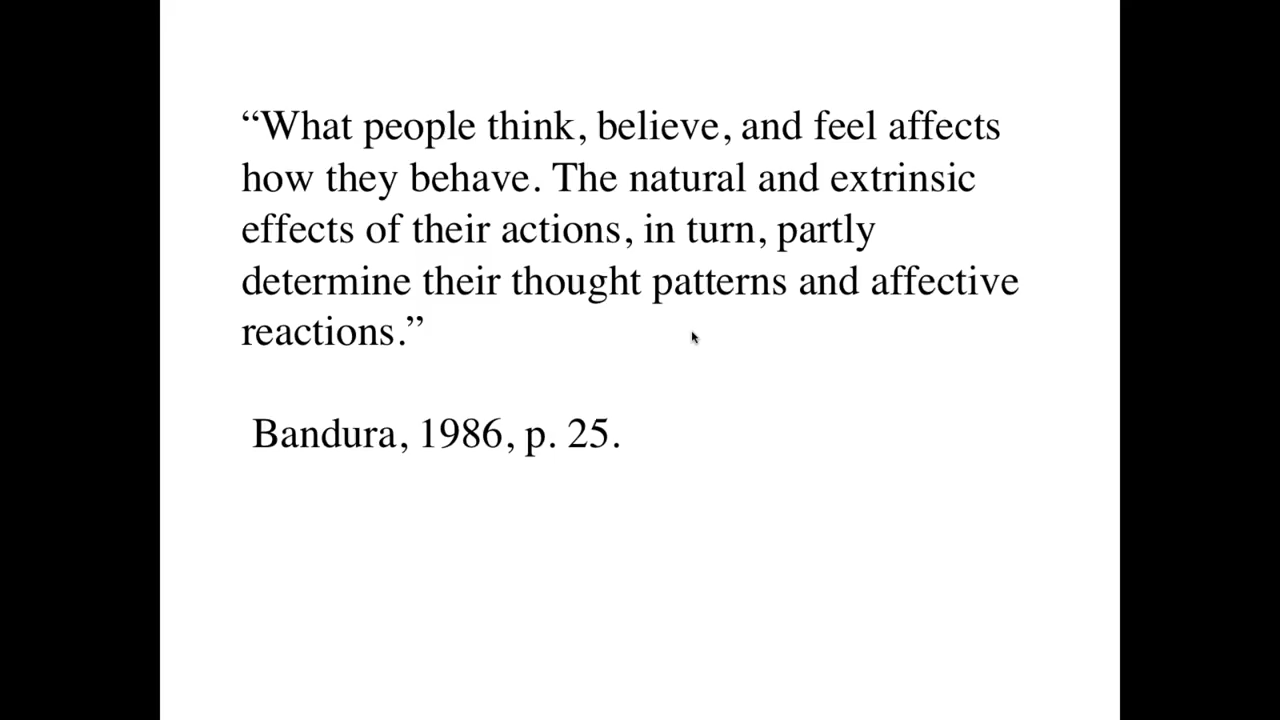 “What people think, believe, and feel affects
how they behave. The natural and extrinsic
effects of their actions, in turn, partly
determine their thought patterns and affective
reactions.”
Bandura, 1986, p. 25.